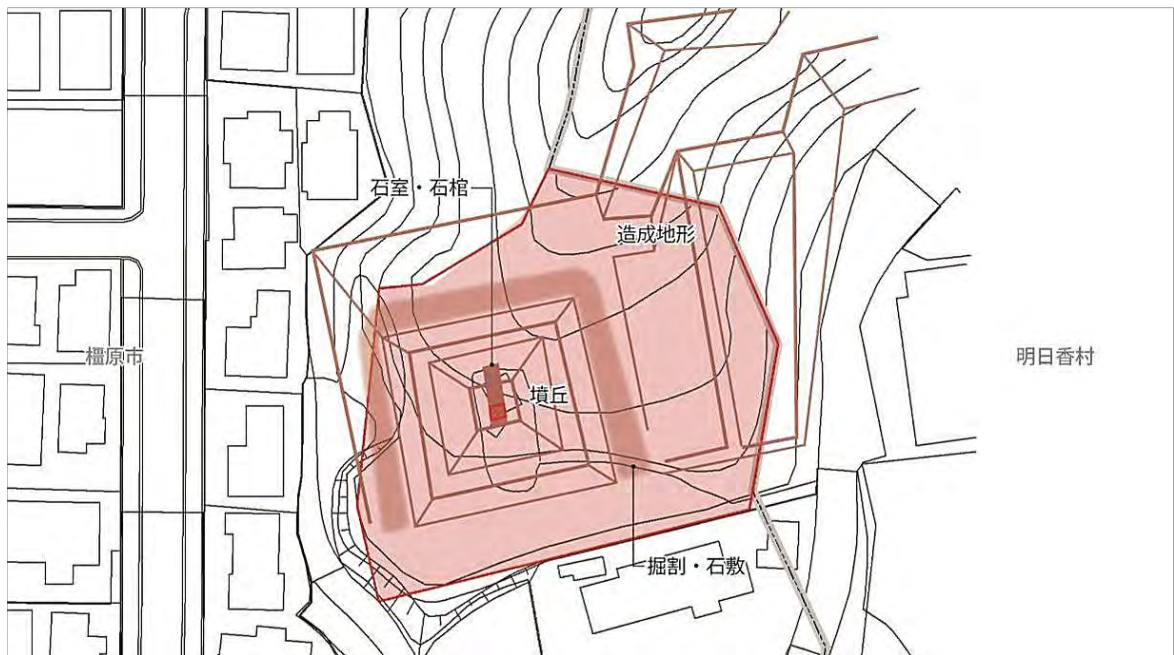 石室・石棺
造成地形
橿原市
明日香村
墳丘
掘割・石敷